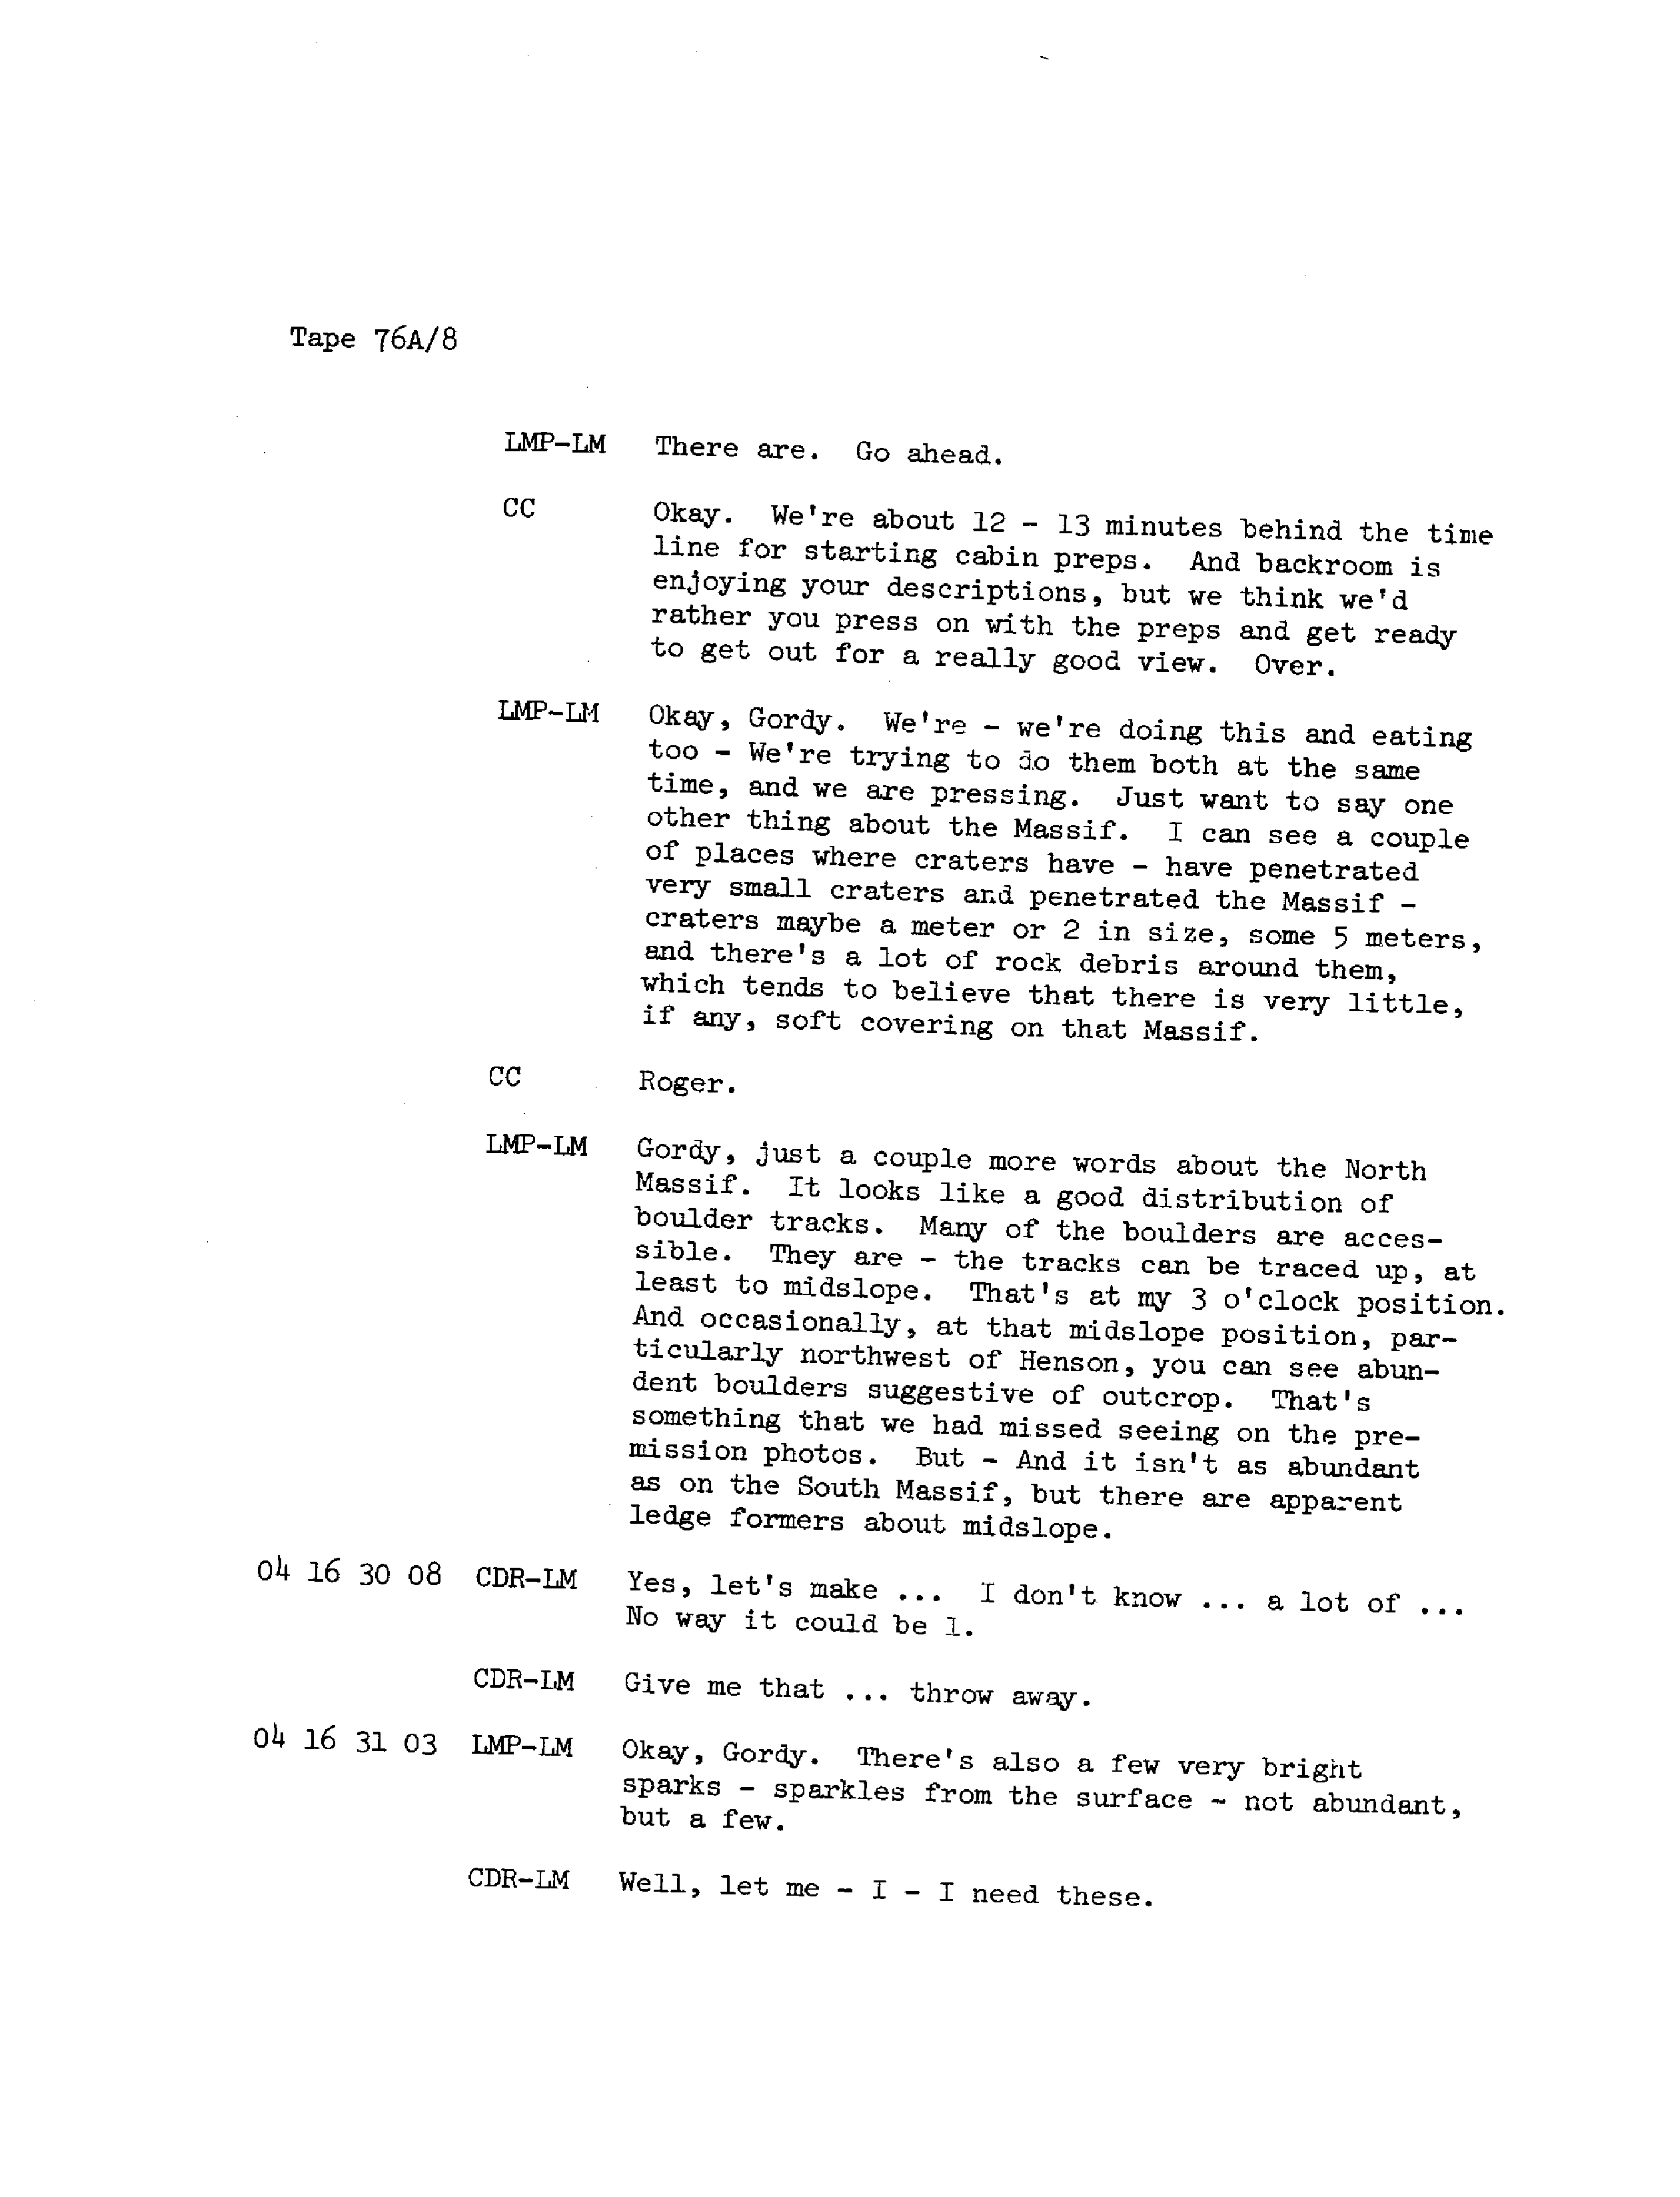 Tape 76A/8
LMP-LM There are. Go ahead.
CC Okay. We're about 12 - 13 minutes behind the time
line for starting cabin preps. And backroom is
enjoying your descriptions, but we think we'd
rather you press on with the preps and get ready
to get out for a really good view. Over.
LMP-LM Okay, Gordy. We're - we're doing this and eating
too - We're trying to do them both at the same
time, and we are pressing. Just want to say one
other thing about the Massif. I can see a couple
of places where craters have - have penetrated
very small craters and penetrated the Massif -
craters maybe a meter or 2 in size, some 5 meters,
and there's a lot of rock debris around them,
which tends to believe that there is very little,
if any, soft covering on that Massif.
CC Roger.
LMP-LM Gordy, just a couple more words about the North
Massif. It looks like a good distribution of
boulder tracks. Many of the boulders are acces-
sible. They are - the tracks can be traced up, at
least to midslope. That's at my 3 o'clock position.
And occasionally, at that midslope position, par-
ticularly northwest of Henson, you can see abun-
dent boulders suggestive of outcrop. That's
something that we had missed seeing on the pre-
mission photos. But - And it isn't as abundant
as on the South Massif, but there are apparent
ledge formers about midslope.
04 16 30 08 CDR-LM Yes, let's make ... I don't know ... a lot of ...
No way it could be 1.
CDR-LM Give me that ... throw away.
04 16 31 03 LMP-LM Okay, Gordy. There's also a few very bright
sparks - sparkles from the surface - not abundant,
but a few.
CDR-LM Well, let me - I - I need these.